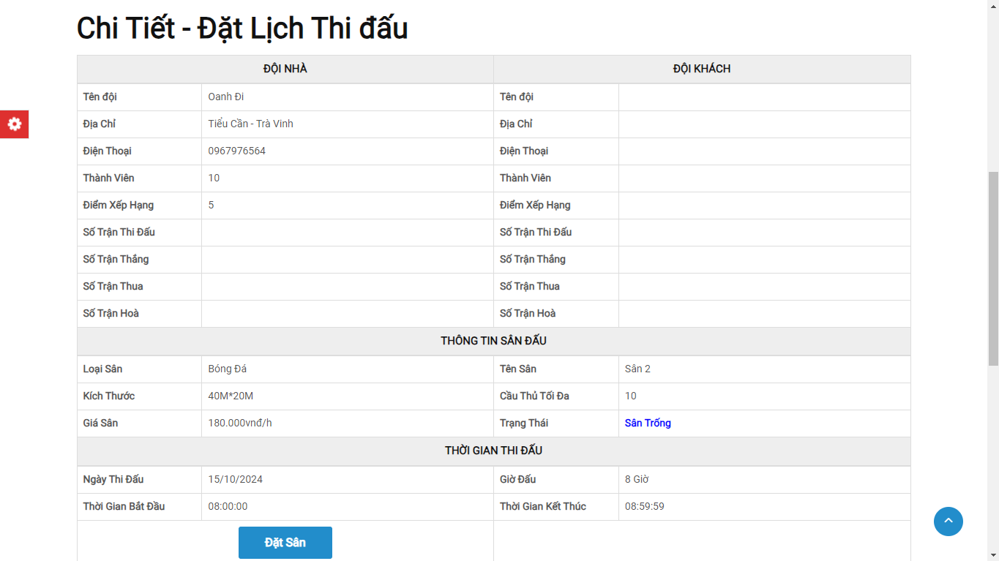 Chi Tiết - Đặt Lịch Thi đấu
ĐỘI NHÀ ĐỘI KHÁCH
Tên đội Oanh Đi Tên đội
Địa Chỉ Tiểu Cần - Trà Vinh Địa Chỉ
Điện Thoại 0967976564 Điện Thoại
Thành Viên 10 Thành Viên
Điểm Xếp Hạng 5 Điểm Xếp Hạng
Số Trận Thi Đấu Số Trận Thi Đấu
Số Trận Thắng Số Trận Thắng
Số Trận Thua Số Trận Thua
Số Trận Hoà Số Trận Hoà
THÔNG TIN SÂN ĐẤU
Loại Sân Bóng Đá Tên Sân Sân 2
Kích Thước 40M*20M Cầu Thủ Tối Đa 10
Giá Sân 180.000vnđ/h Trạng Thái Sân Trống
THỜI GIAN THI ĐẤU
Ngày Thi Đấu 15/10/2024 Giờ Đấu 8 Giờ
Thời Gian Bắt Đầu 08:00:00 Thời Gian Kết Thúc 08:59:59
Đặt Sân